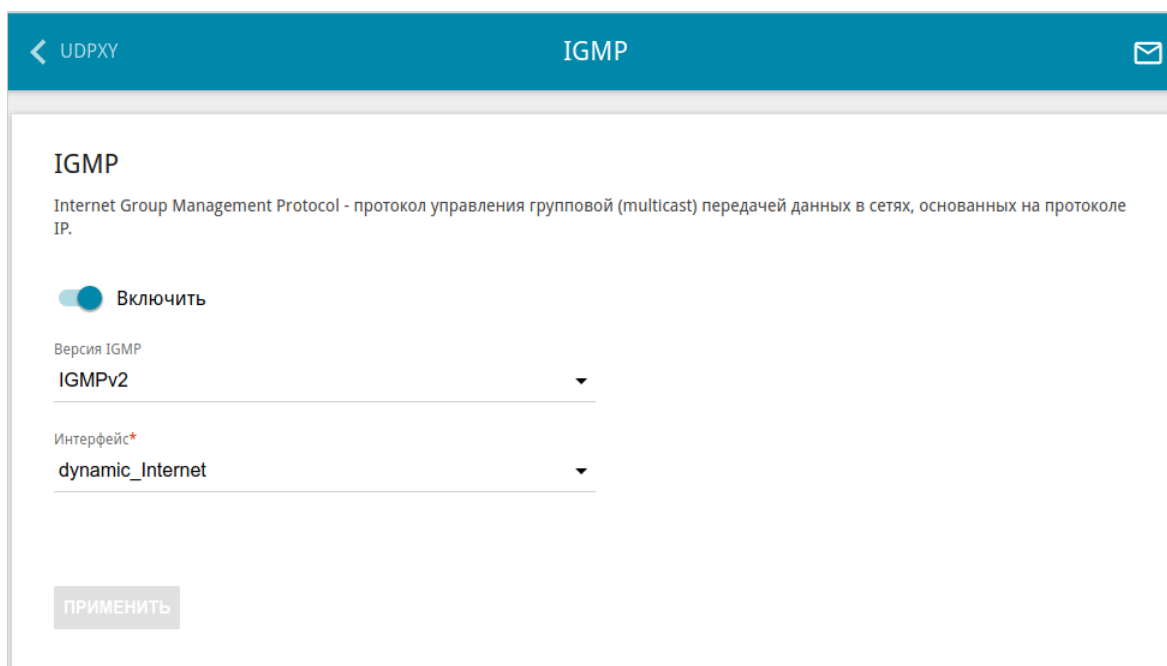 UDPXY
IGMP
IGMP
Internet Group Management Protocol - протокол управления групповой (multicast) передачей данных в сетях, основанных на протоколе
IP.
Включить
Версия IGMP
IGMPv2
Интерфейс*
dynamic_Internet
ПРИМЕНИТЬ